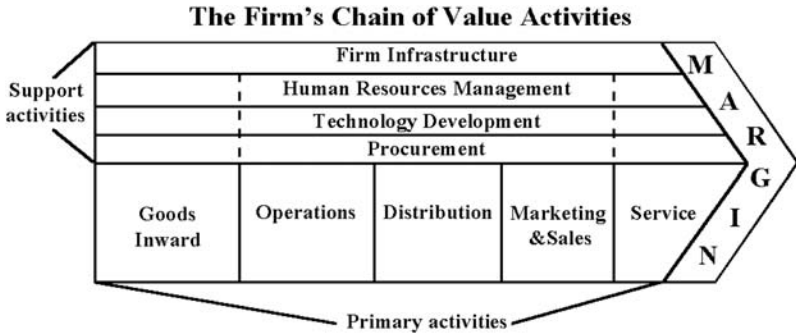 The Firm's Chain of Value Activities
Firm Infrastructure
Support
activities
Human Resources Management
Technology Development
Procurement
Goods
Inward
Operations
Distribution
Marketing
&Sales
Service
MARGIN
Primary activities